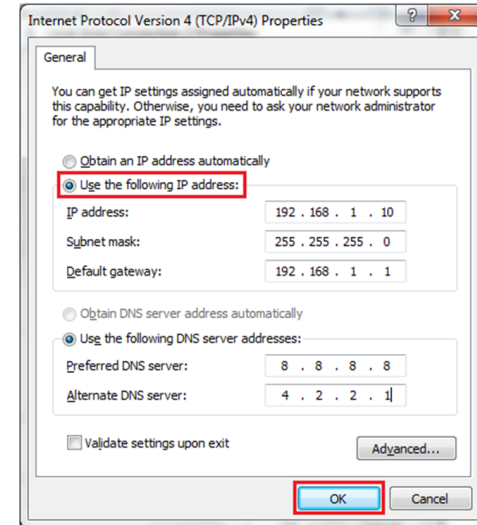 Internet Protocol Version 4 (TCP/IPv4) Properties
General
You can get IP settings assigned automatically if your network supports
this capability. Otherwise, you need to ask your network administrator
for the appropriate IP settings.
Obtain an IP address automatically
Use the following IP address:
IP address: 192 . 168 . 1 . 10
Subnet mask: 255 . 255 . 255 . 0
Default gateway: 192 . 168 . 1 . 1
Obtain DNS server address automatically
Use the following DNS server addresses:
Preferred DNS server: 8 . 8 . 8 . 8
Alternate DNS server: 4 . 2 . 2 . 1
Validate settings upon exit
Advanced...
OK Cancel